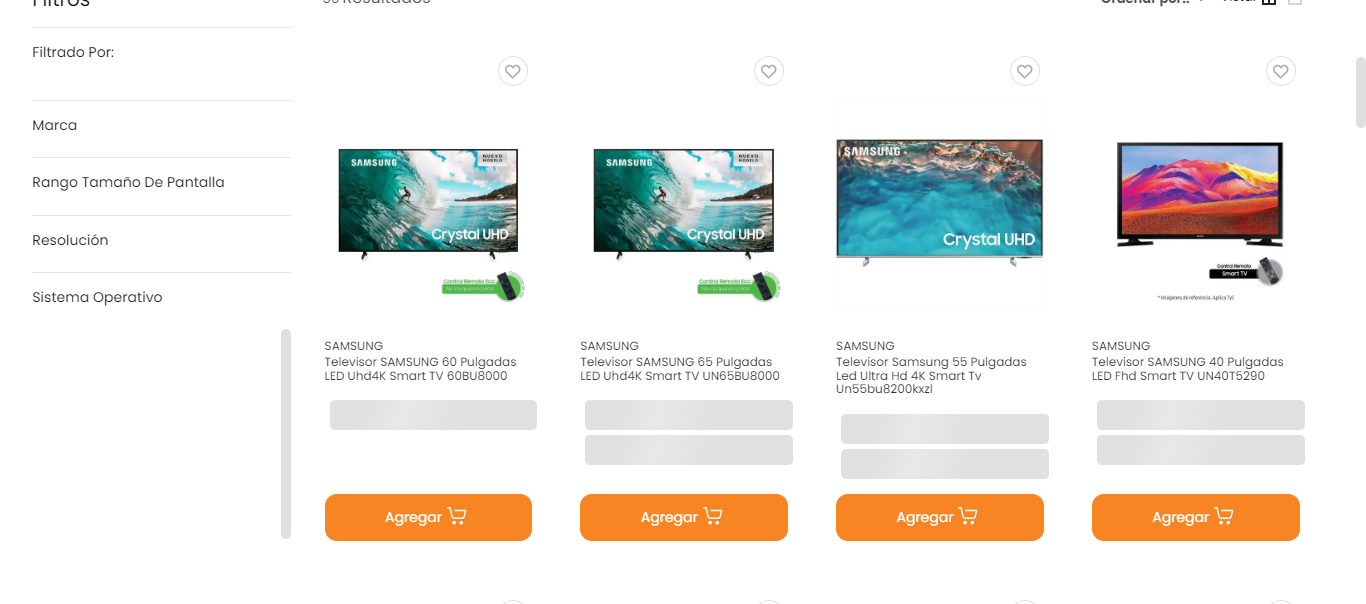 Filtros
Resultados
Ordenar por..
Vista:
Filtrado Por:
Marca
Rango Tamaño De Pantalla
Resolución
Sistema Operativo
SAMSUNG
NUEVO
MODELO
Crystal UHD
Control Remoto Eco
No requiere pilas
SAMSUNG
Televisor SAMSUNG 60 Pulgadas
LED Uhd4K Smart TV 60BU8000
Agregar
SAMSUNG
NUEVO
MODELO
Crystal UHD
Control Remoto Eco
No requiere pilas
SAMSUNG
Televisor SAMSUNG 65 Pulgadas
LED Uhd4K Smart TV UN65BU8000
Agregar
SAMSUNG
Crystal UHD
SAMSUNG
Televisor Samsung 55 Pulgadas
Led Ultra Hd 4K Smart Tv
Un55bu8200kxzl
Agregar
Control Remoto
Smart TV
* Imágenes de referencia. Aplica TyC
SAMSUNG
Televisor SAMSUNG 40 Pulgadas
LED Fhd Smart TV UN40T5290
Agregar